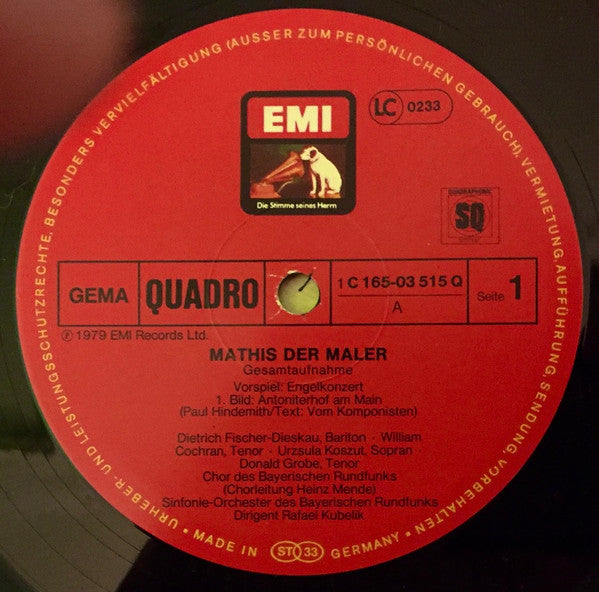 URHEBER- UND LEISTUNGSSCHUTZRECHTE, BESONDERS VERVIELFÄLTIGUNG (AUSSER ZUM PERSÖNLICHEN GEBRAUCH), VERMIETUNG, AUFFÜHRUNG, SENDUNG, VORBEHALTEN
EMI
Die Stimme seines Herrn
LC 0233
QUADRAPHONIC
SQ
GEMA
QUADRO
1 C 165-03 515 Q
A
Seite 1
℗ 1979 EMI Records Ltd.
MATHIS DER MALER
Gesamtaufnahme
Vorspiel: Engelkonzert
1. Bild: Antoniterhof am Main
(Paul Hindemith/Text: Vom Komponisten)
Dietrich Fischer-Dieskau, Bariton · William
Cochran, Tenor · Urzsula Koszut, Sopran
Donald Grobe, Tenor
Chor des Bayerischen Rundfunks
(Chorleitung Heinz Mende)
Sinfonie-Orchester des Bayerischen Rundfunks
Dirigent Rafael Kubelik
· MADE IN ST 33 GERMANY ·